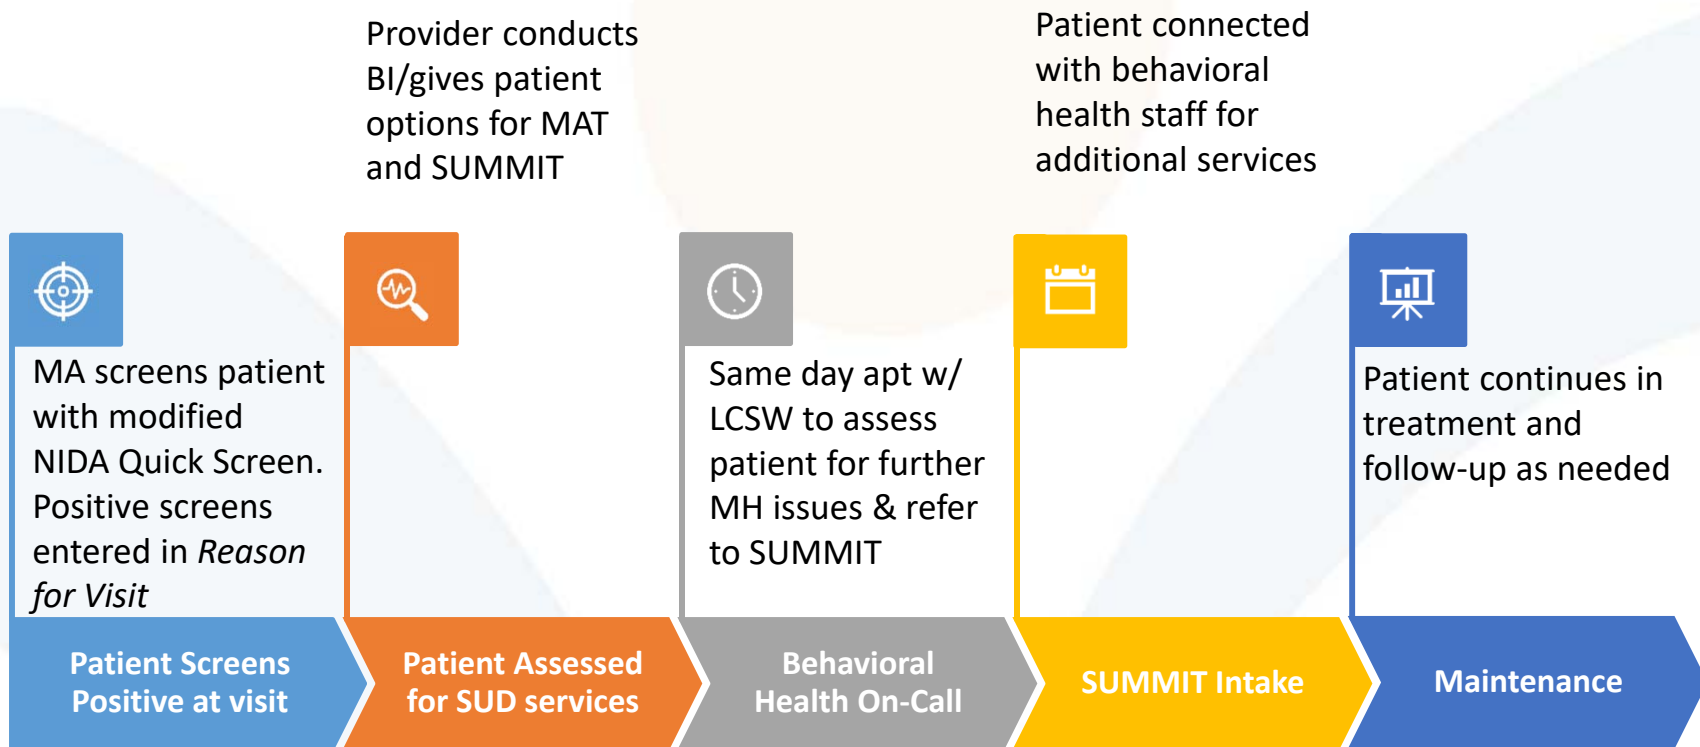 Provider conducts
BI/gives patient
options for MAT
and SUMMIT
Patient connected
with behavioral
health staff for
additional services
MA screens patient
with modified
NIDA Quick Screen.
Positive screens
entered in Reason
for Visit
Same day apt w/
LCSW to assess
patient for further
MH issues & refer
to SUMMIT
Patient continues in
treatment and
follow-up as needed
Patient Screens
Positive at visit
Patient Assessed
for SUD services
Behavioral
Health On-Call
SUMMIT Intake
Maintenance